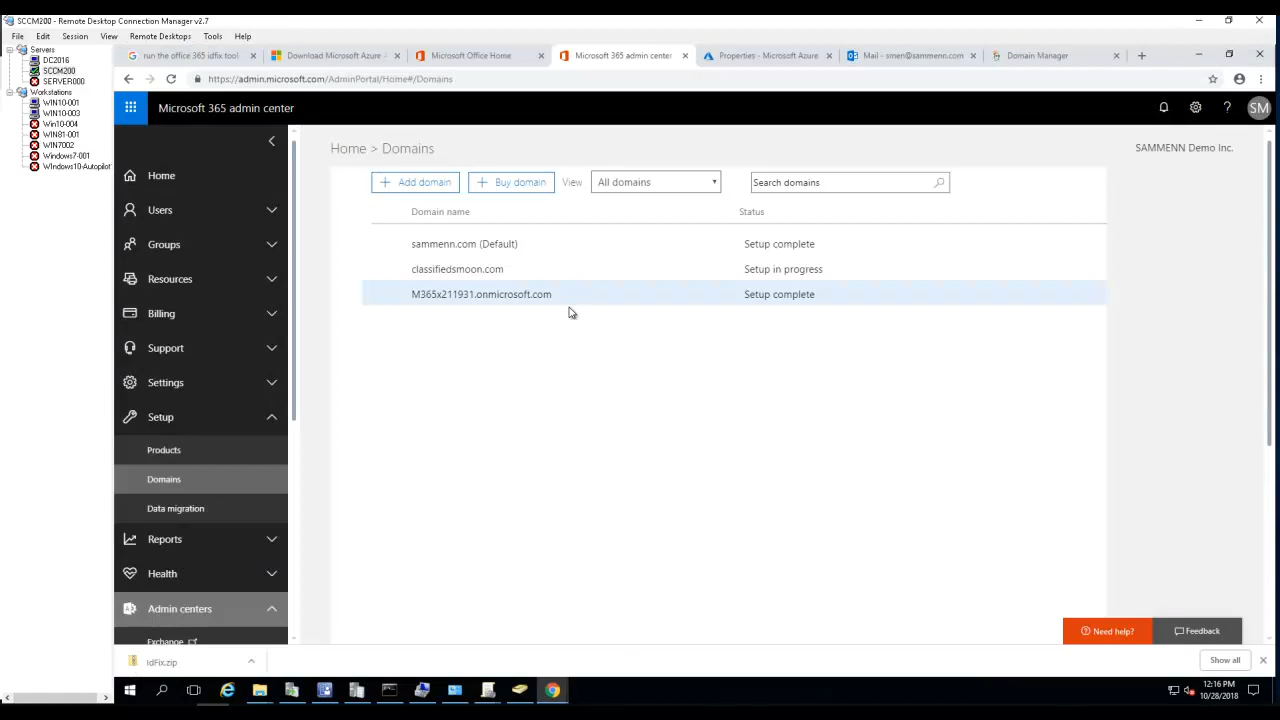 SCCM200 - Remote Desktop Connection Manager v2.7
File Edit Session View Remote Desktops Tools Help
Servers
DC2016
SCCM200
SERVER000
Workstations
WIN10-001
WIN10-003
Win10-004
WIN81-001
WIN7002
Windows7-001
WIndows10-Autopilot
run the office 365 idfix tool
Download Microsoft Azure
Microsoft Office Home
Microsoft 365 admin center
Properties - Microsoft Azure
Mail - smen@sammenn.com
Domain Manager
https://admin.microsoft.com/AdminPortal/Home#/Domains
Microsoft 365 admin center
SM
Home
Users
Groups
Resources
Billing
Support
Settings
Setup
Products
Domains
Data migration
Reports
Health
Admin centers
Exchange
Home > Domains
SAMMENN Demo Inc.
+ Add domain
+ Buy domain
View
All domains
Search domains
Domain name Status
sammenn.com (Default) Setup complete
classifiedsmoon.com Setup in progress
M365x211931.onmicrosoft.com Setup complete
Need help?
Feedback
IdFix.zip
Show all
12:16 PM
10/28/2018